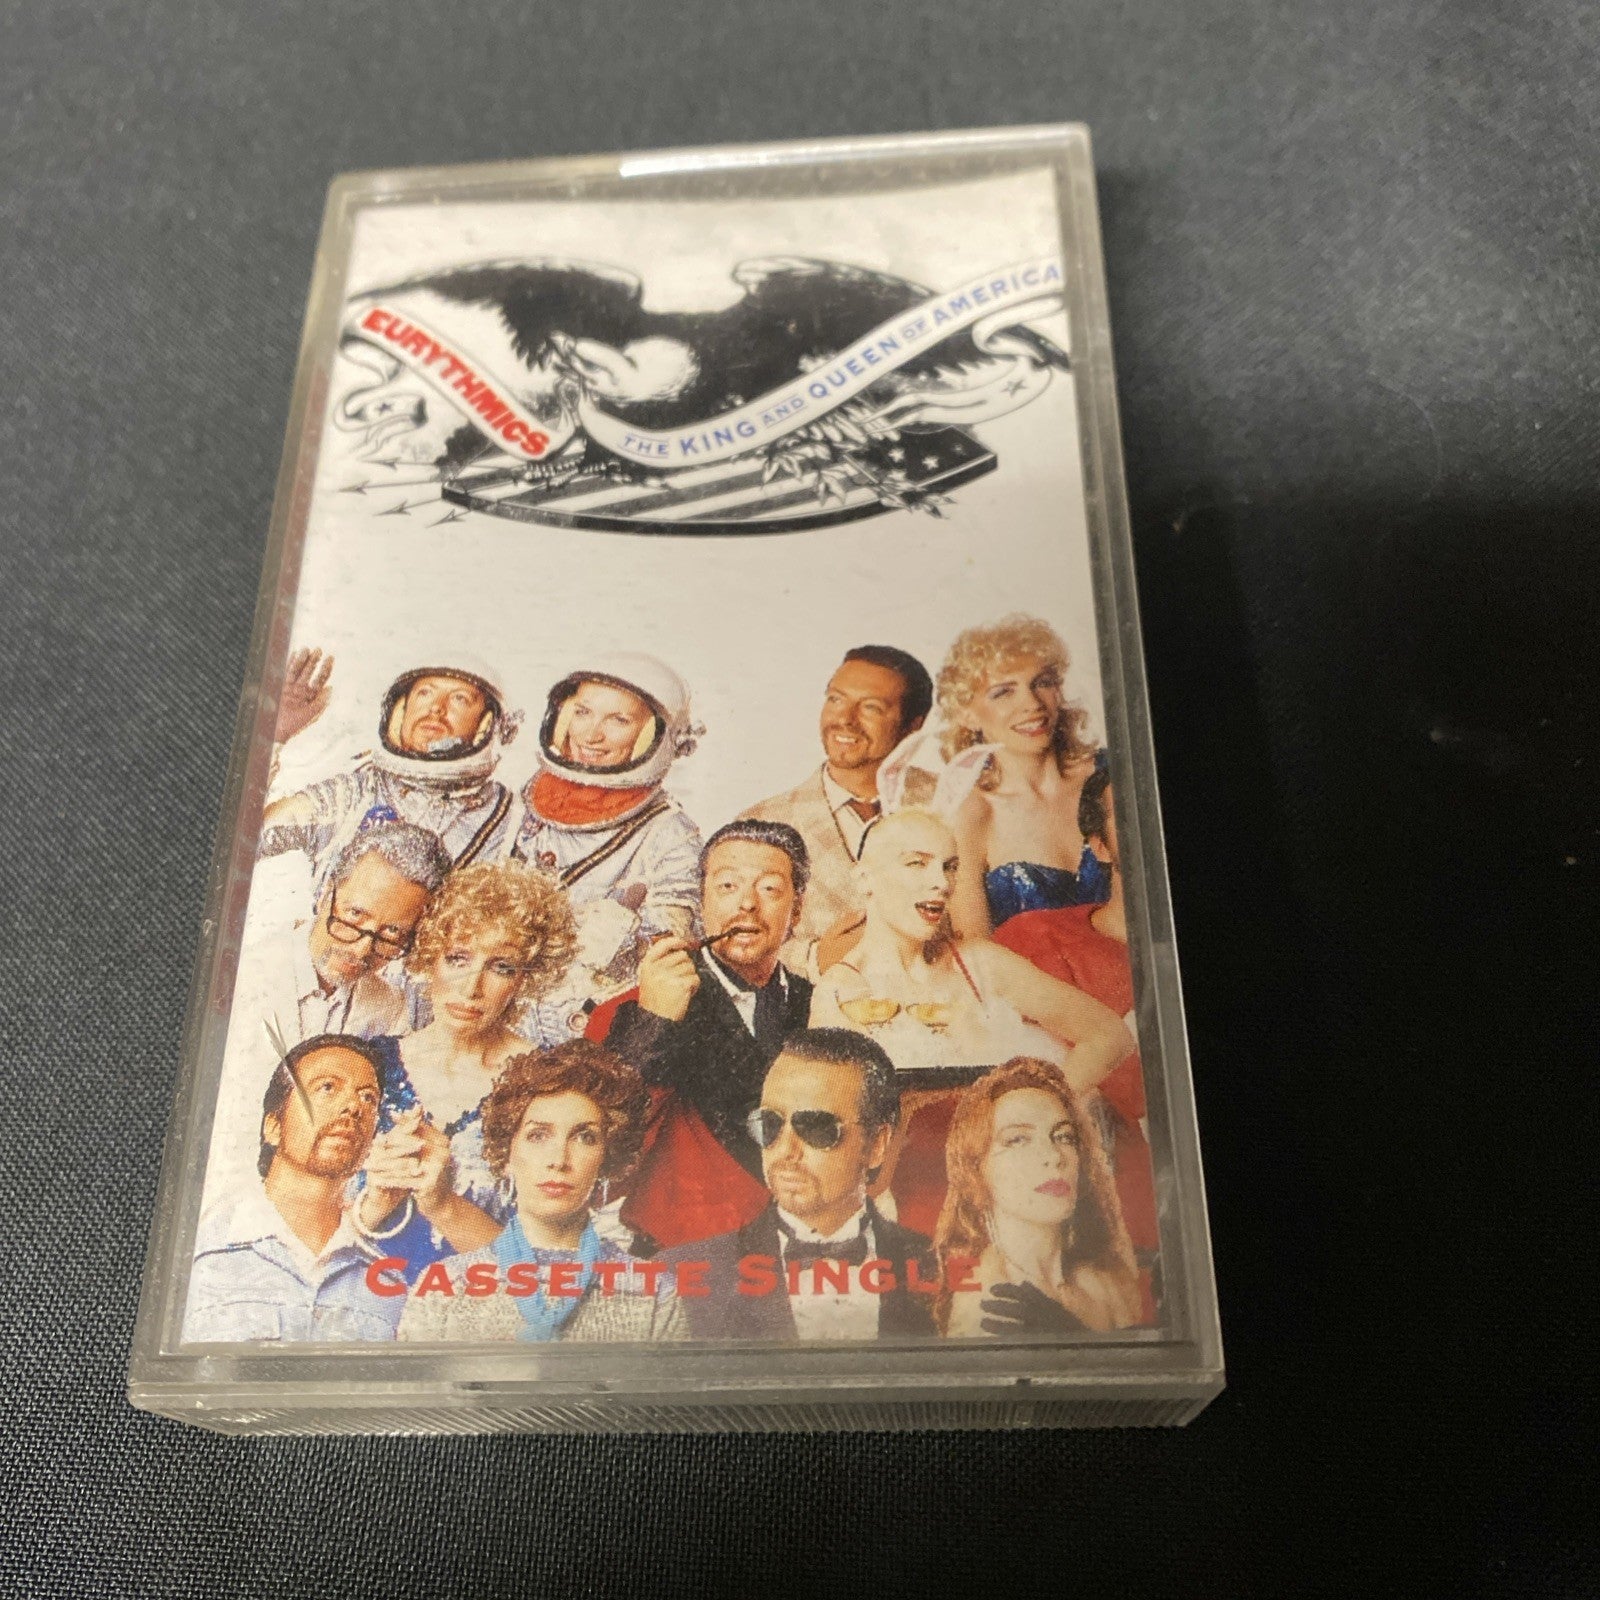 EURYTHMICS
THE KING AND QUEEN OF AMERICA
CASSETTE SINGLE